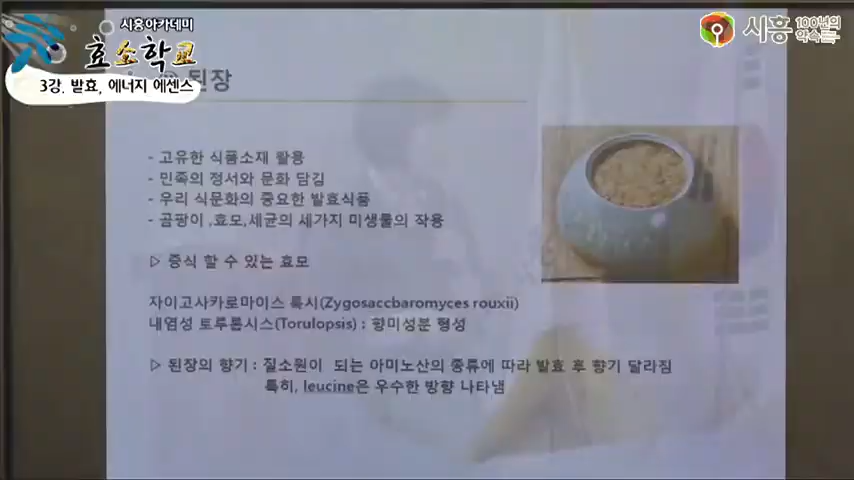 시흥아카데미
효소학교
3강. 발효, 에너지 에센스
시흥 100년의
약속
된장
- 고유한 식품소재 활용
- 민족의 정서와 문화 담김
- 우리 식문화의 중요한 발효식품
- 곰팡이 ,효모,세균의 세가지 미생물의 작용
▷ 증식 할 수 있는 효모
자이고사카로마이스 룩시(Zygosaccbaromyces rouxii)
내염성 토루롭시스(Torulopsis) : 향미성분 형성
▷ 된장의 향기 : 질소원이 되는 아미노산의 종류에 따라 발효 후 향기 달라짐
특히, leucine은 우수한 방향 나타냄